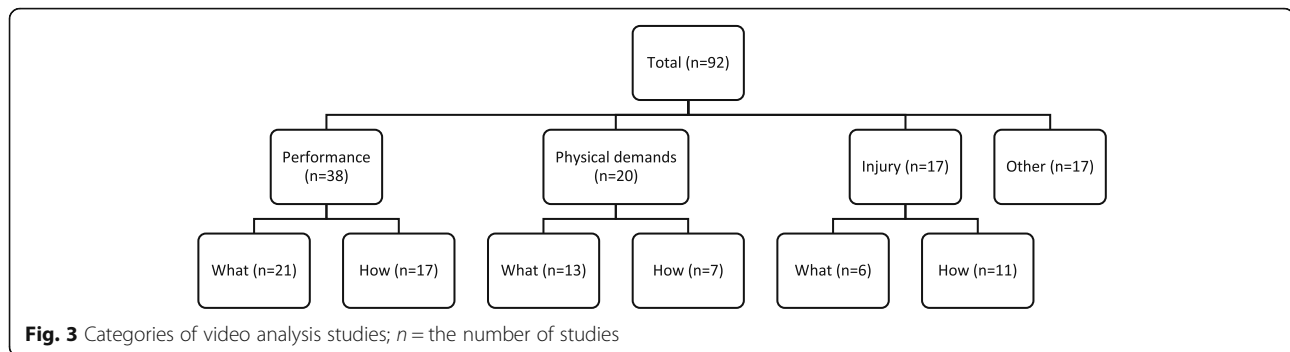 Total (n=92)
Performance
(n=38)
Physical demands
(n=20)
Injury (n=17)
Other (n=17)
What (n=21)
How (n=17)
What (n=13)
How (n=7)
What (n=6)
How (n=11)
Fig. 3 Categories of video analysis studies; n = the number of studies